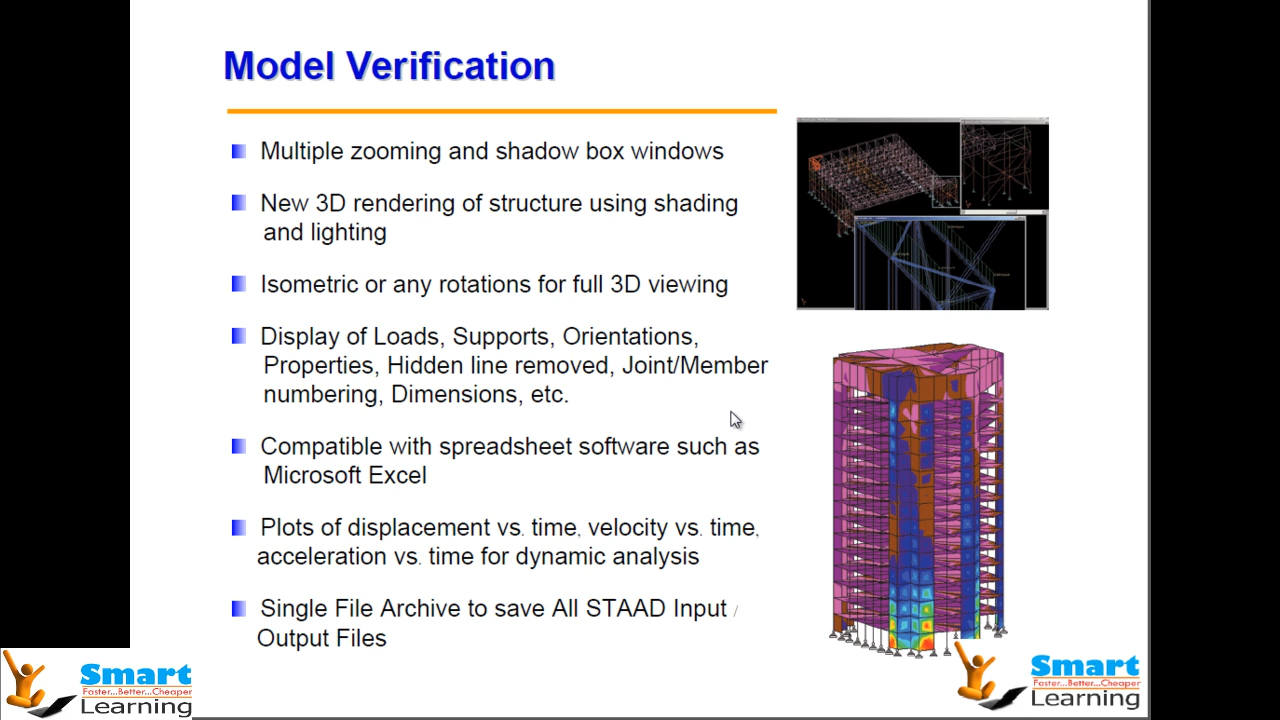 Model Verification
Multiple zooming and shadow box windows
New 3D rendering of structure using shading
and lighting
Isometric or any rotations for full 3D viewing
Display of Loads, Supports, Orientations,
Properties, Hidden line removed, Joint/Member
numbering, Dimensions, etc.
Compatible with spreadsheet software such as
Microsoft Excel
Plots of displacement vs. time, velocity vs. time,
acceleration vs. time for dynamic analysis
Single File Archive to save All STAAD Input /
Output Files
Smart
Faster...Better...Cheaper
Learning
Smart
Faster...Better...Cheaper
Learning